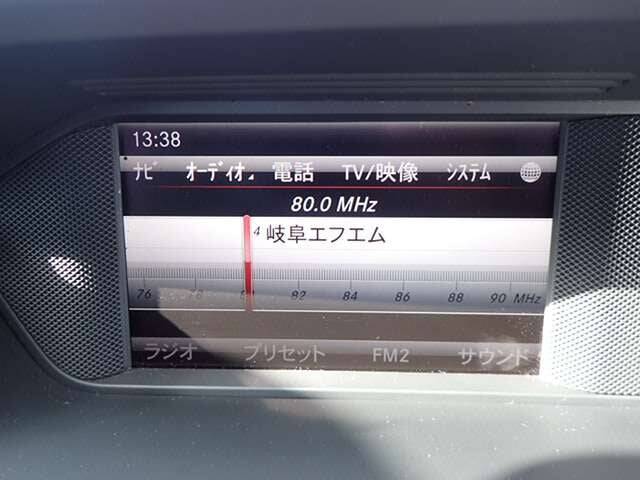 13:38
ナビ オーディオ 電話 TV/映像 システム
80.0 MHz
4 岐阜エフエム
76 78 80 82 84 86 88 90 MHz
ラジオ プリセット FM2 サウンド